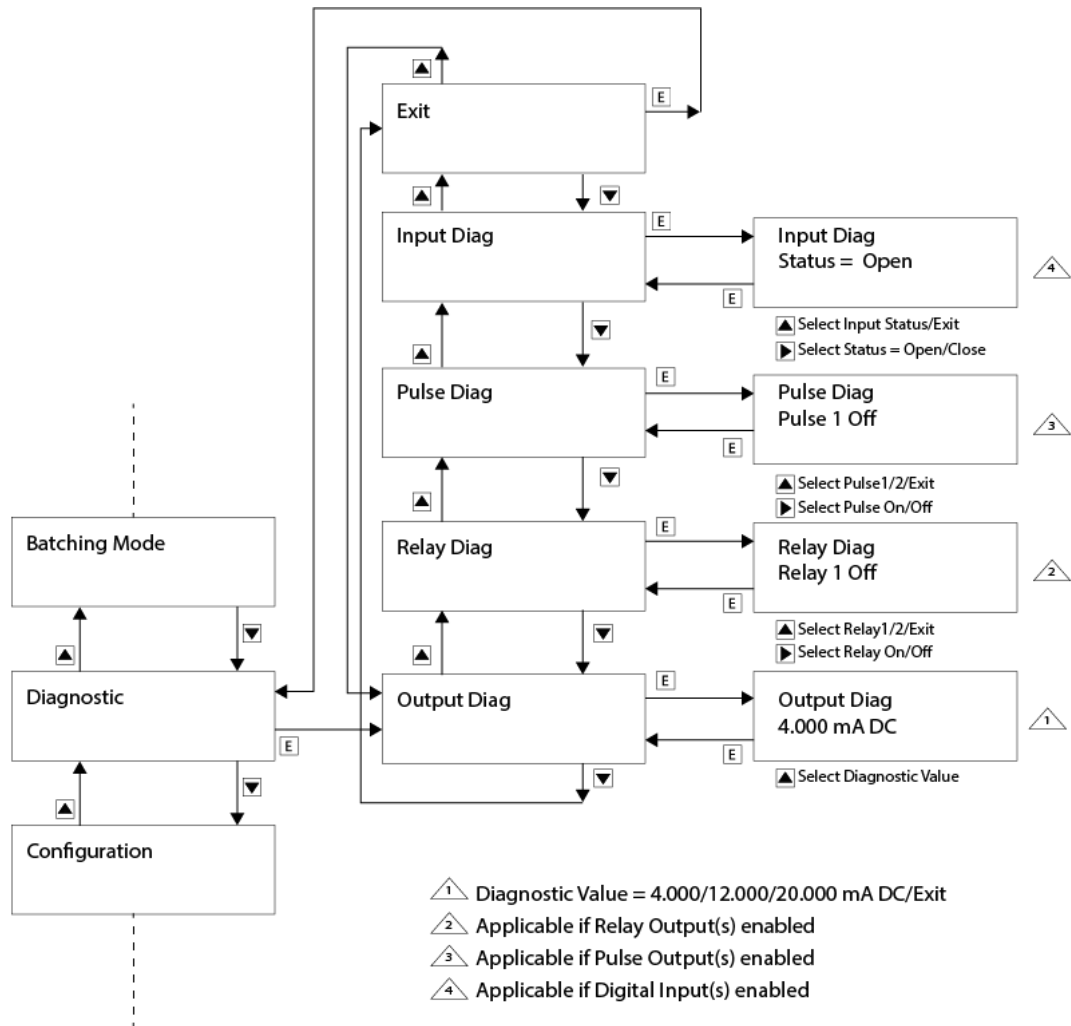 E
Exit
Input Diag
E
Input Diag
Status = Open
4
E
Select Input Status/Exit
Select Status = Open/Close
Pulse Diag
E
Pulse Diag
Pulse 1 Off
3
E
Select Pulse1/2/Exit
Select Pulse On/Off
Batching Mode
Relay Diag
E
Relay Diag
Relay 1 Off
2
E
Select Relay1/2/Exit
Select Relay On/Off
Diagnostic
E
Output Diag
E
Output Diag
4.000 mA DC
1
E
Select Diagnostic Value
Configuration
1 Diagnostic Value = 4.000/12.000/20.000 mA DC/Exit
2 Applicable if Relay Output(s) enabled
3 Applicable if Pulse Output(s) enabled
4 Applicable if Digital Input(s) enabled